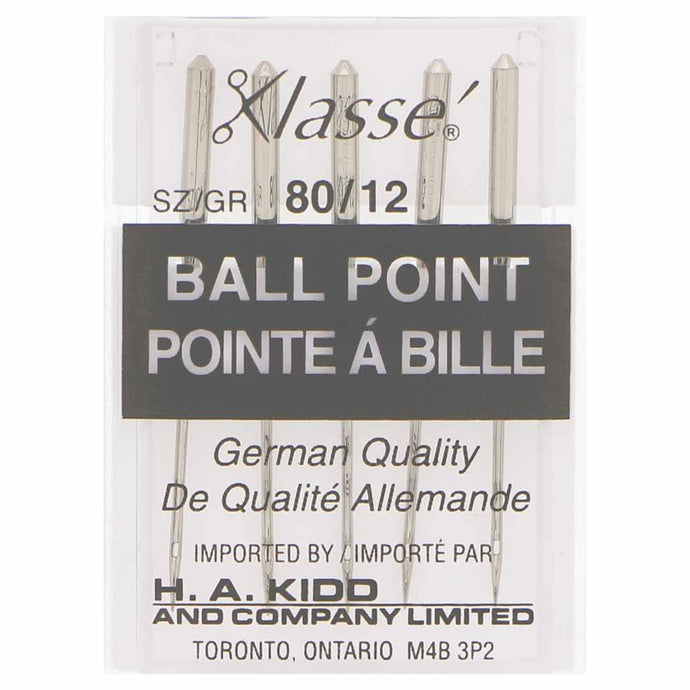 Klassé®
SZ/GR 80/12
BALL POINT
POINTE Á BILLE
German Quality
De Qualité Allemande
IMPORTED BY / IMPORTÉ PAR
H. A. KIDD
AND COMPANY LIMITED
TORONTO, ONTARIO M4B 3P2